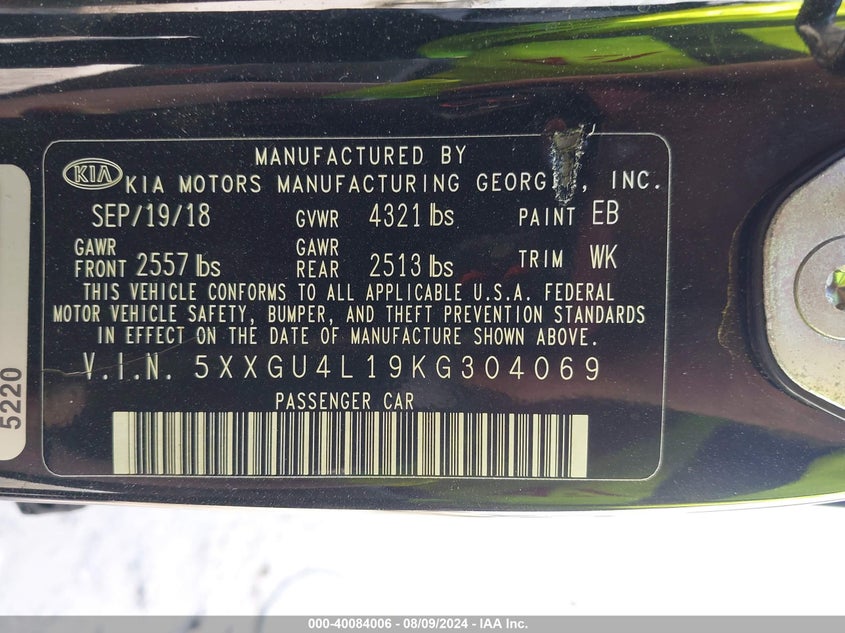 MANUFACTURED BY
KIA
KIA MOTORS MANUFACTURING , INC.
SEP/19/18 GVWR 4321 lbs PAINT EB
GAWR FRONT 2557 lbs GAWR REAR 2513 lbs TRIM WK
THIS VEHICLE CONFORMS TO ALL APPLICABLE U.S.A. FEDERAL
MOTOR VEHICLE SAFETY, BUMPER, AND THEFT PREVENTION STANDARDS
IN EFFECT ON THE DATE OF MANUFACTURE SHOWN ABOVE.
V.I.N. 5XXGU4L19KG304069
PASSENGER CAR
5220
000-40084006 - 08/09/2024 - IAA Inc.